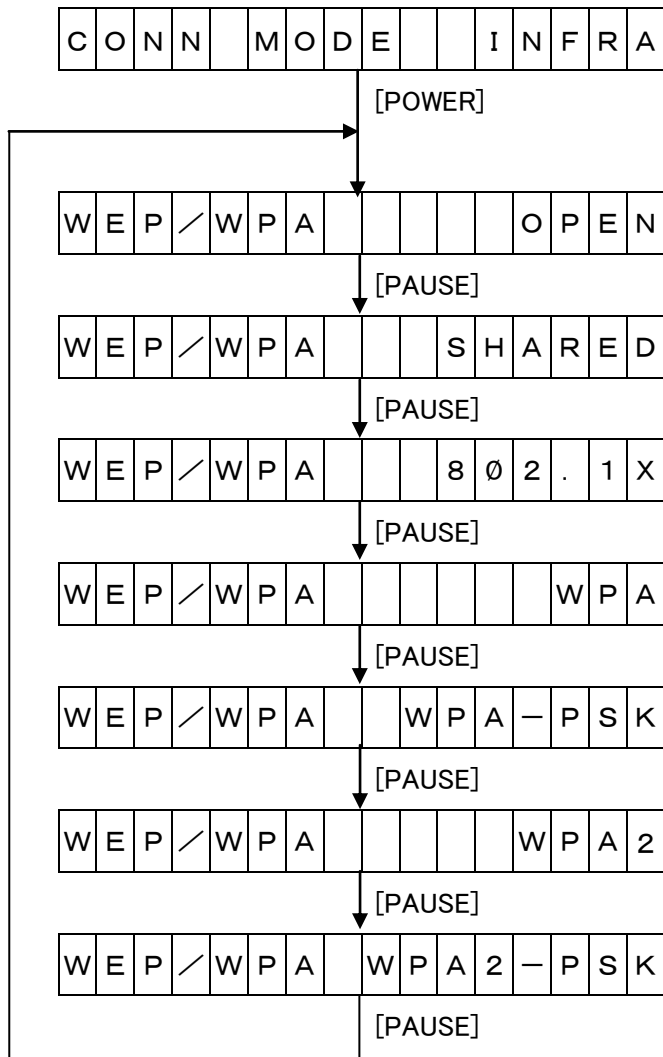 CONN MODE  INFRA
[POWER]
WEP／WPA     OPEN
[PAUSE]
WEP／WPA   SHARED
[PAUSE]
WEP／WPA   8Ø2.1X
[PAUSE]
WEP／WPA      WPA
[PAUSE]
WEP／WPA  WPA－PSK
[PAUSE]
WEP／WPA     WPA2
[PAUSE]
WEP／WPA WPA2－PSK
[PAUSE]